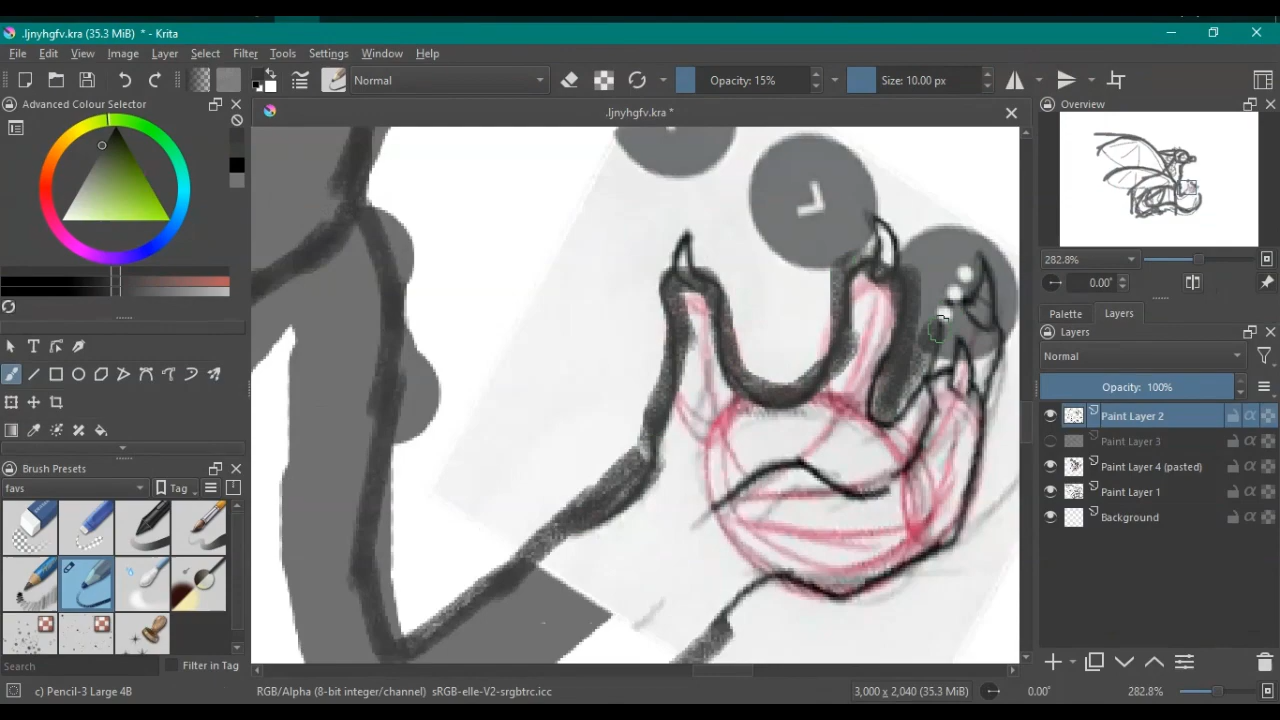 .ljnyhgfv.kra (35.3 MiB) * - Krita
File Edit View Image Layer Select Filter Tools Settings Window Help
Normal Opacity: 15% Size: 10.00 px
Advanced Colour Selector
.ljnyhgfv.kra *
Overview
282.8%
0.00°
Palette Layers
Layers
Normal
Opacity: 100%
Paint Layer 2
Paint Layer 3
Paint Layer 4 (pasted)
Paint Layer 1
Background
Brush Presets
favs Tag
Search Filter in Tag
c) Pencil-3 Large 4B RGB/Alpha (8-bit integer/channel) sRGB-elle-V2-srgbtrc.icc 3,000 x 2,040 (35.3 MiB) 0.00° 282.8%